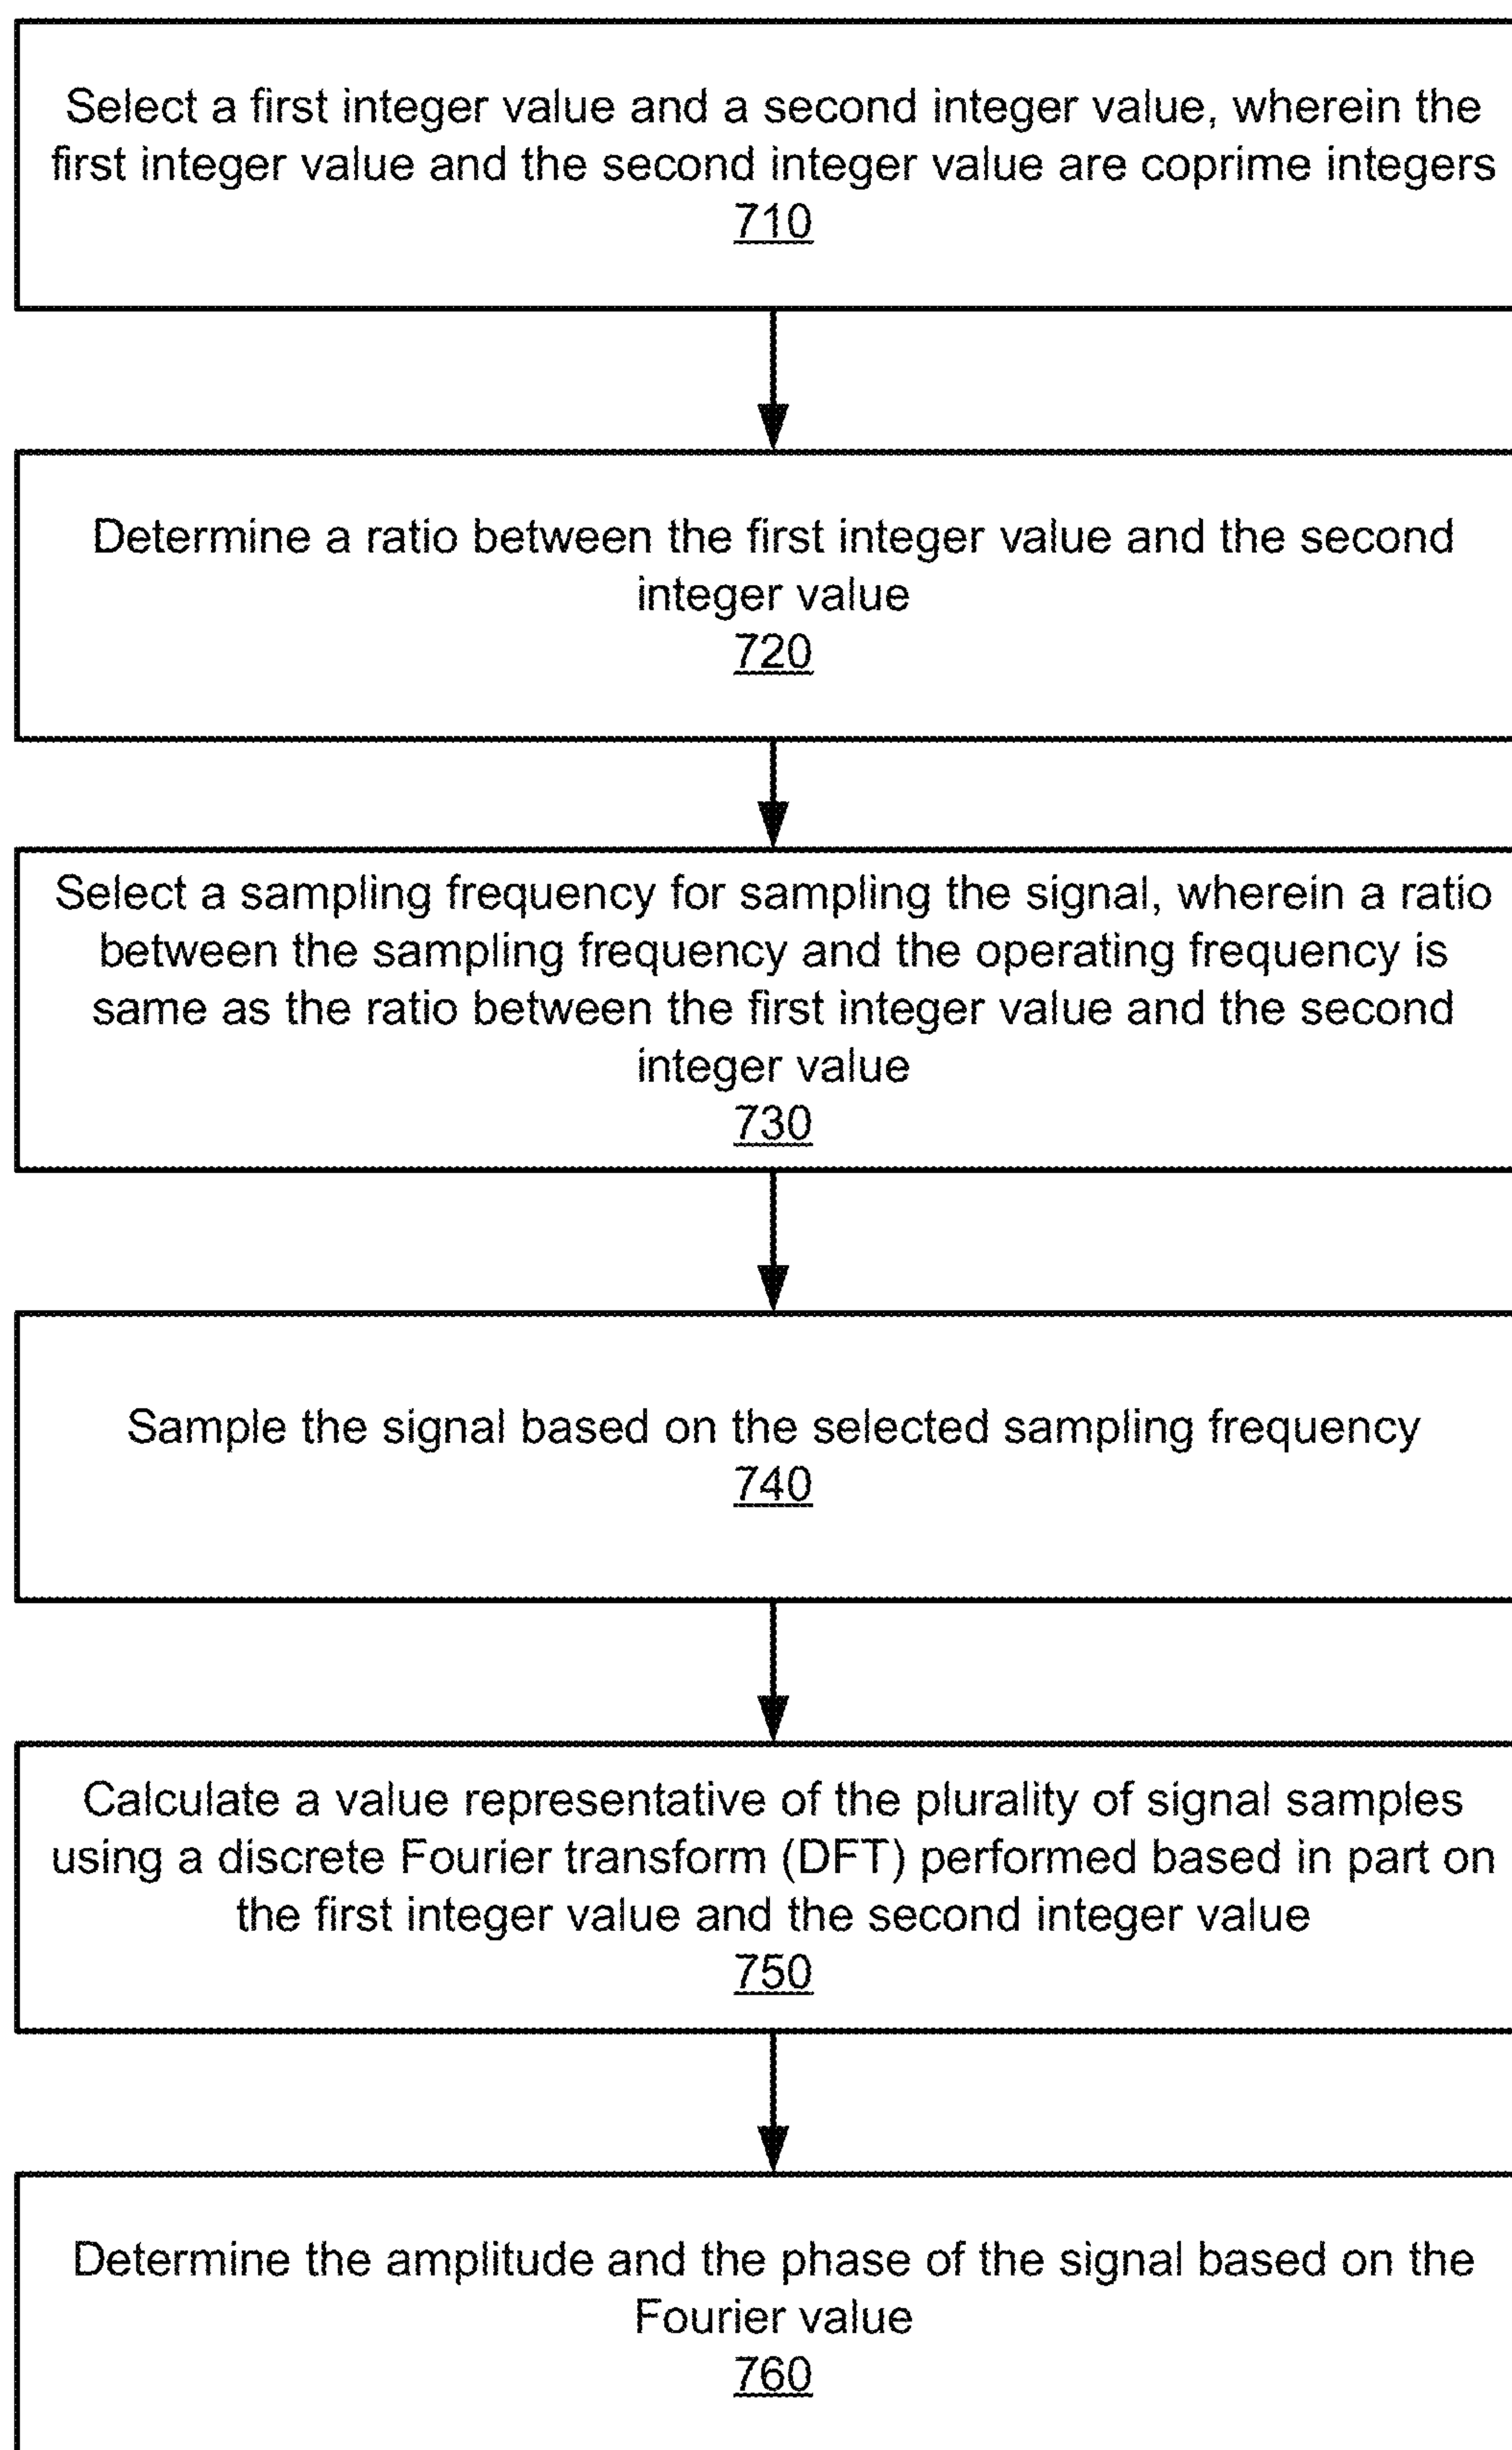 Select a first integer value and a second integer value, wherein the
first integer value and the second integer value are coprime integers
710
Determine a ratio between the first integer value and the second
integer value
720
Select a sampling frequency for sampling the signal, wherein a ratio
between the sampling frequency and the operating frequency is
same as the ratio between the first integer value and the second
integer value
730
Sample the signal based on the selected sampling frequency
740
Calculate a value representative of the plurality of signal samples
using a discrete Fourier transform (DFT) performed based in part on
the first integer value and the second integer value
750
Determine the amplitude and the phase of the signal based on the
Fourier value
760